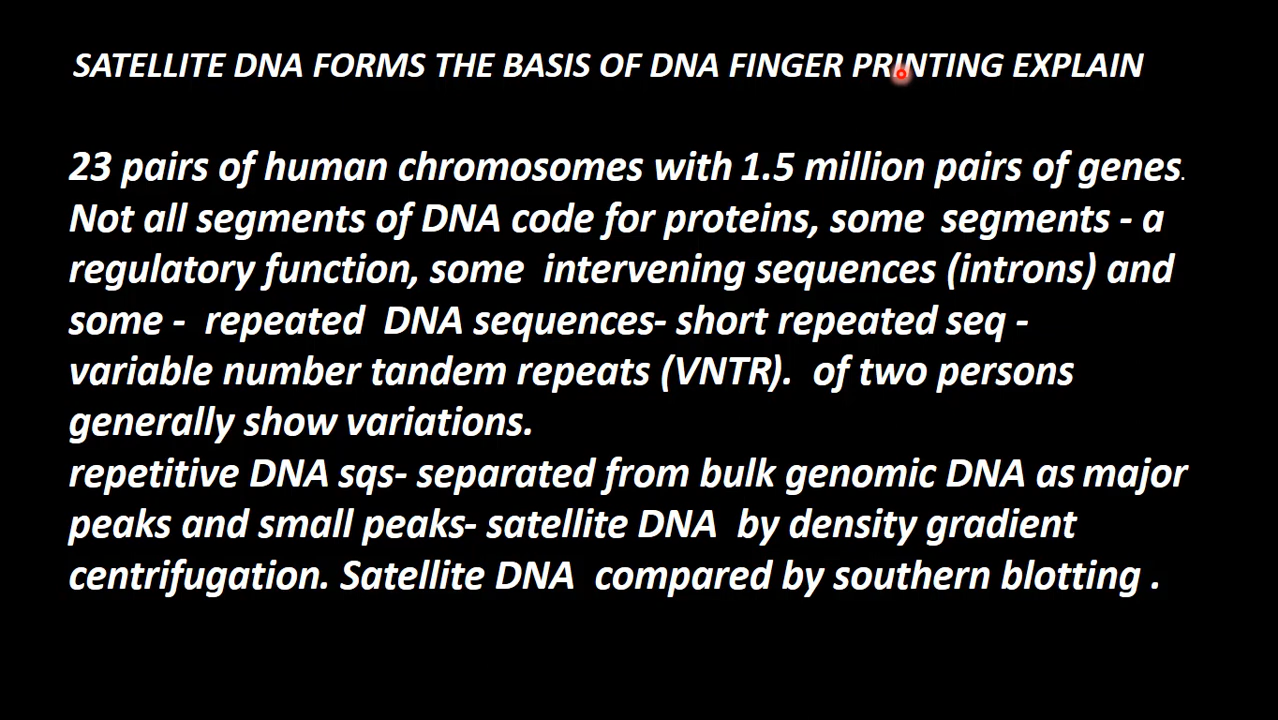 SATELLITE DNA FORMS THE BASIS OF DNA FINGER PRINTING EXPLAIN
23 pairs of human chromosomes with 1.5 million pairs of genes.
Not all segments of DNA code for proteins, some segments - a
regulatory function, some intervening sequences (introns) and
some - repeated DNA sequences- short repeated seq -
variable number tandem repeats (VNTR). of two persons
generally show variations.
repetitive DNA sqs- separated from bulk genomic DNA as major
peaks and small peaks- satellite DNA by density gradient
centrifugation. Satellite DNA compared by southern blotting .